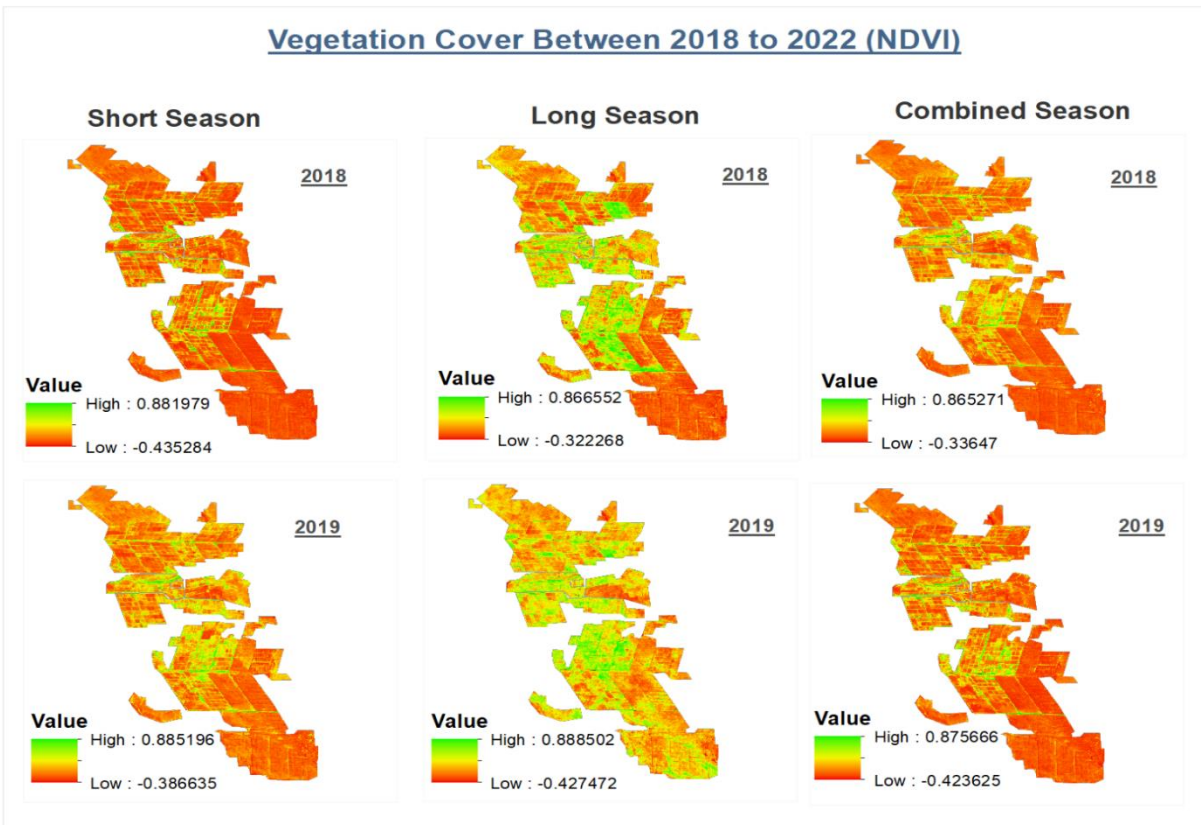 Vegetation Cover Between 2018 to 2022 (NDVI)
Short Season
Long Season
Combined Season
2018
2018
2018
Value
High : 0.881979
Low : -0.435284
Value
High : 0.866552
Low : -0.322268
Value
High : 0.865271
Low : -0.33647
2019
2019
2019
Value
High : 0.885196
Low : -0.386635
Value
High : 0.888502
Low : -0.427472
Value
High : 0.875666
Low : -0.423625